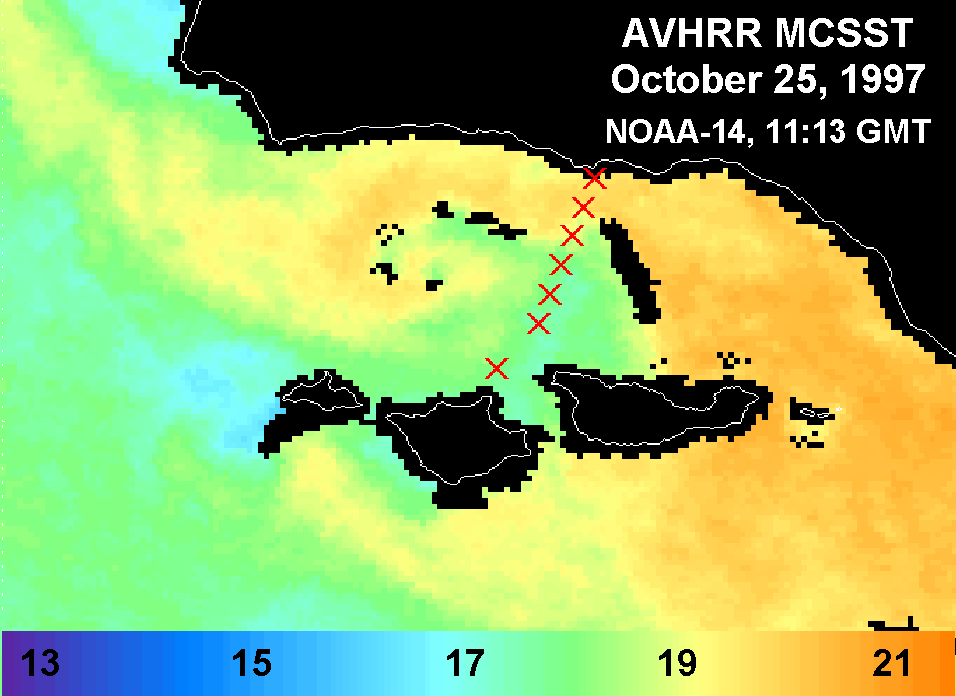 AVHRR MCSST
October 25, 1997
NOAA-14, 11:13 GMT
13 15 17 19 21